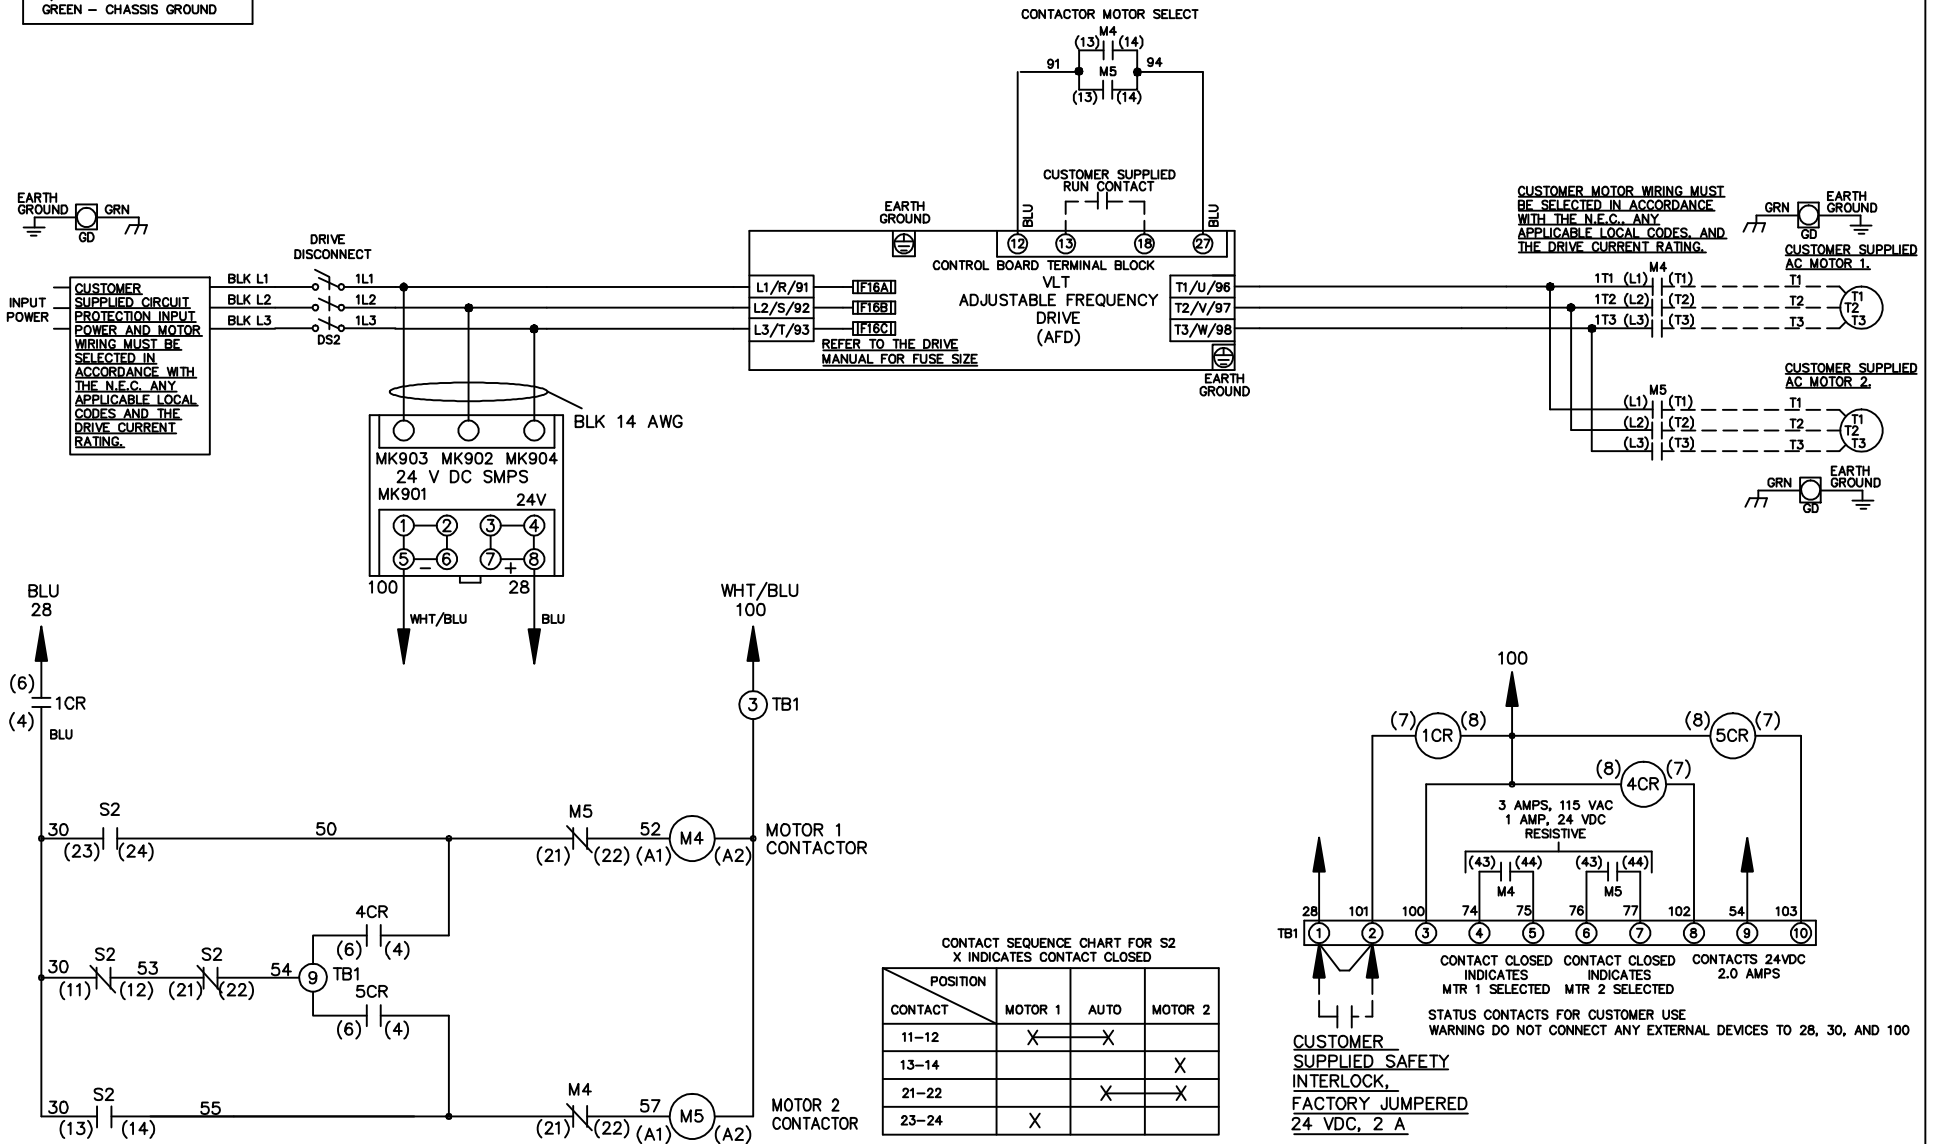 GREEN – CHASSIS GROUND
CONTACTOR MOTOR SELECT
M4
(13) (14)
91 M5 94
(13) (14)
CUSTOMER SUPPLIED
RUN CONTACT
BLU BLU
EARTH
GROUND
12 13 18 27
CONTROL BOARD TERMINAL BLOCK
VLT
ADJUSTABLE FREQUENCY
DRIVE
(AFD)
L1/R/91 IF16A T1/U/96
L2/S/92 IF16B T2/V/97
L3/T/93 IF16C T3/W/98
REFER TO THE DRIVE
MANUAL FOR FUSE SIZE
EARTH
GROUND
EARTH
GROUND GRN
GD
DRIVE
DISCONNECT
INPUT
POWER
CUSTOMER
SUPPLIED CIRCUIT
PROTECTION INPUT
POWER AND MOTOR
WIRING MUST BE
SELECTED IN
ACCORDANCE WITH
THE N.E.C. ANY
APPLICABLE LOCAL
CODES AND THE
DRIVE CURRENT
RATING.
BLK L1 1L1
BLK L2 1L2
BLK L3 1L3
DS2
BLK 14 AWG
MK903 MK902 MK904
24 V DC SMPS
MK901
24V
1 2 3 4
5 6 7 8
– +
100 28
WHT/BLU BLU
CUSTOMER MOTOR WIRING MUST
BE SELECTED IN ACCORDANCE
WITH THE N.E.C., ANY
APPLICABLE LOCAL CODES, AND
THE DRIVE CURRENT RATING.
GRN EARTH
GROUND
GD
CUSTOMER SUPPLIED
AC MOTOR 1.
M4
1T1 (L1) (T1) T1 T1
1T2 (L2) (T2) T2 T2
1T3 (L3) (T3) T3 T3
CUSTOMER SUPPLIED
AC MOTOR 2.
M5
(L1) (T1) T1 T1
(L2) (T2) T2 T2
(L3) (T3) T3 T3
GRN EARTH
GROUND
GD
BLU
28
(6)
1CR
(4)
BLU
WHT/BLU
100
3 TB1
S2 M5
30 50 52 M4 MOTOR 1
CONTACTOR
(23) (24) (21) (22) (A1) (A2)
4CR
(6) (4)
S2 S2
30 53 54 9 TB1
(11) (12) (21) (22)
5CR
(6) (4)
S2 M4
30 55 57 M5 MOTOR 2
CONTACTOR
(13) (14) (21) (22) (A1) (A2)
CONTACT SEQUENCE CHART FOR S2
X INDICATES CONTACT CLOSED
POSITION
CONTACT MOTOR 1 AUTO MOTOR 2
11–12 X X
13–14 X
21–22 X X
23–24 X
100
(7) 1CR (8) (8) 5CR (7)
(8) 4CR (7)
3 AMPS, 115 VAC
1 AMP, 24 VDC
RESISTIVE
(43) (44) (43) (44)
M4 M5
28 101 100 74 75 76 77 102 54 103
TB1 1 2 3 4 5 6 7 8 9 10
CONTACT CLOSED
INDICATES
MTR 1 SELECTED
CONTACT CLOSED
INDICATES
MTR 2 SELECTED
CONTACTS 24VDC
2.0 AMPS
STATUS CONTACTS FOR CUSTOMER USE
WARNING DO NOT CONNECT ANY EXTERNAL DEVICES TO 28, 30, AND 100
CUSTOMER
SUPPLIED SAFETY
INTERLOCK,
FACTORY JUMPERED
24 VDC, 2 A